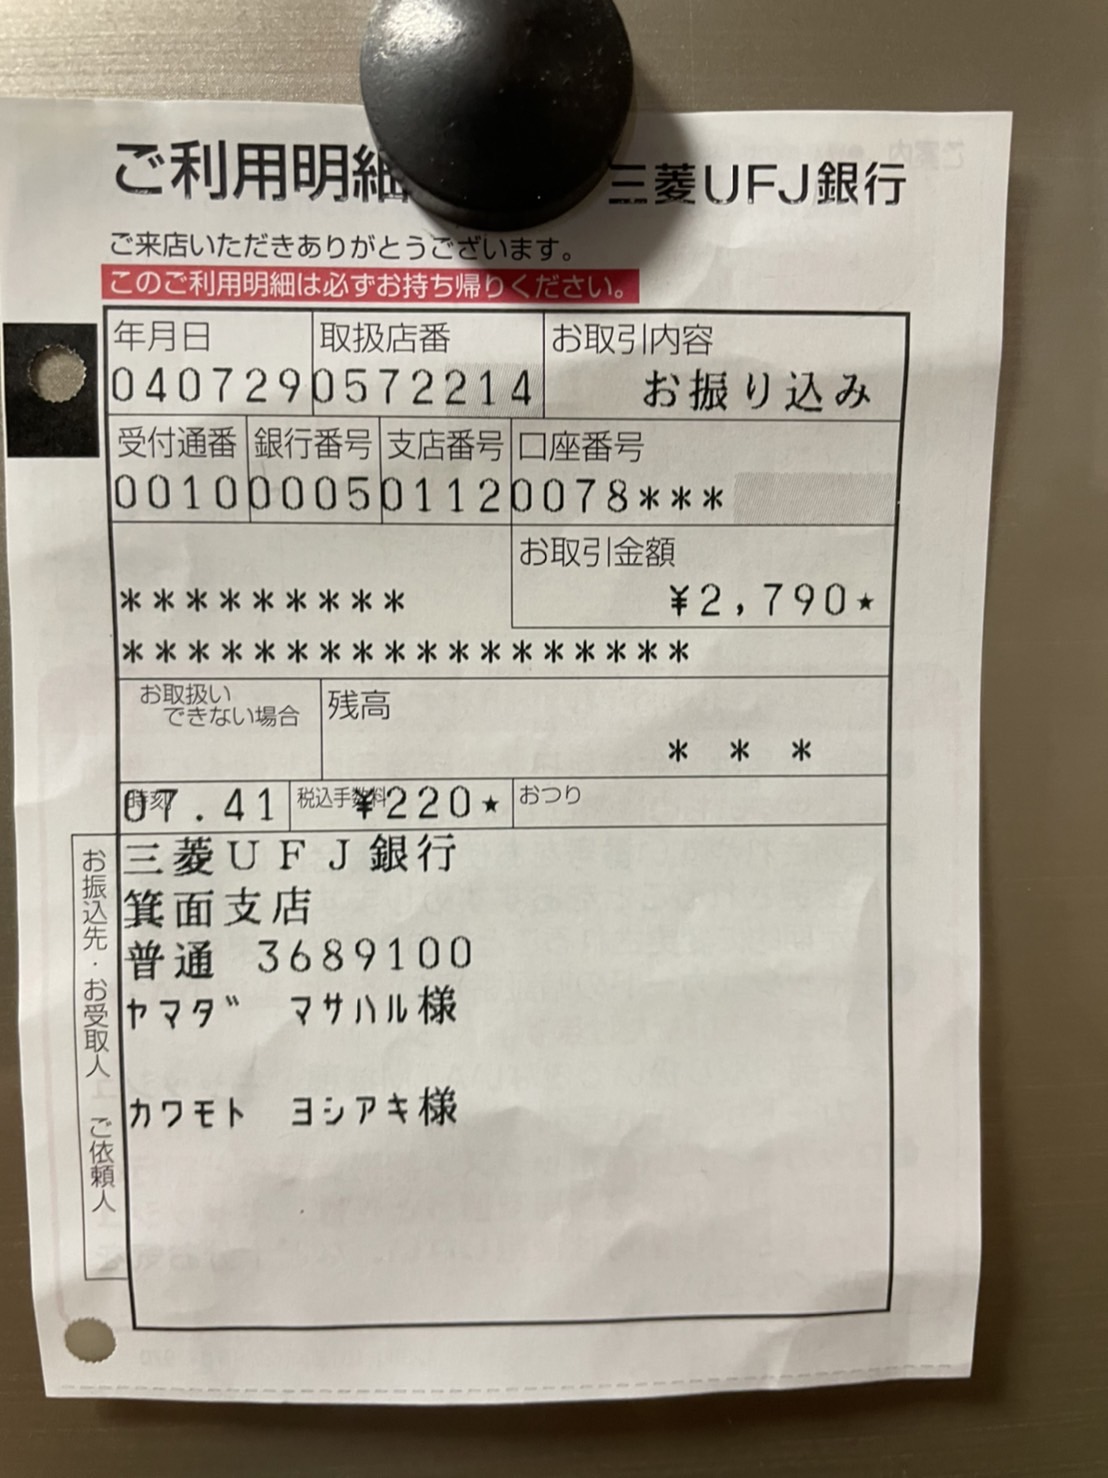 ご利用明細
三菱UFJ銀行
ご来店いただきありがとうございます。
このご利用明細は必ずお持ち帰りください。
年月日 取扱店番 お取引内容
040729 0572214 お振り込み
受付通番 銀行番号 支店番号 口座番号
0010 0005 0112 0078***
お取引金額
********* ¥2,790★
******************
お取扱い
できない場合 残高
* * *
時刻 07.41 税込手数料 ¥220★ おつり
お振込先・お受取人 ご依頼人
三菱UFJ銀行
箕面支店
普通 3689100
ヤマダ マサハル様
カワモト ヨシアキ様